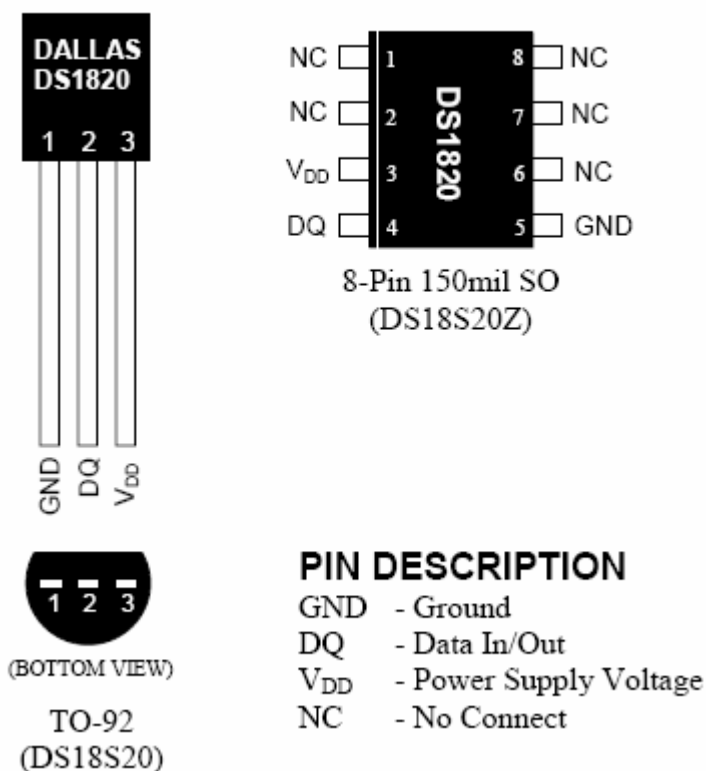 DALLAS
DS1820
1 2 3
GND DQ VDD
1 2 3
(BOTTOM VIEW)
TO-92
(DS18S20)
NC 1 8 NC
NC 2 7 NC
VDD 3 6 NC
DQ 4 5 GND
DS1820
8-Pin 150mil SO
(DS18S20Z)
PIN DESCRIPTION
GND - Ground
DQ - Data In/Out
VDD - Power Supply Voltage
NC - No Connect